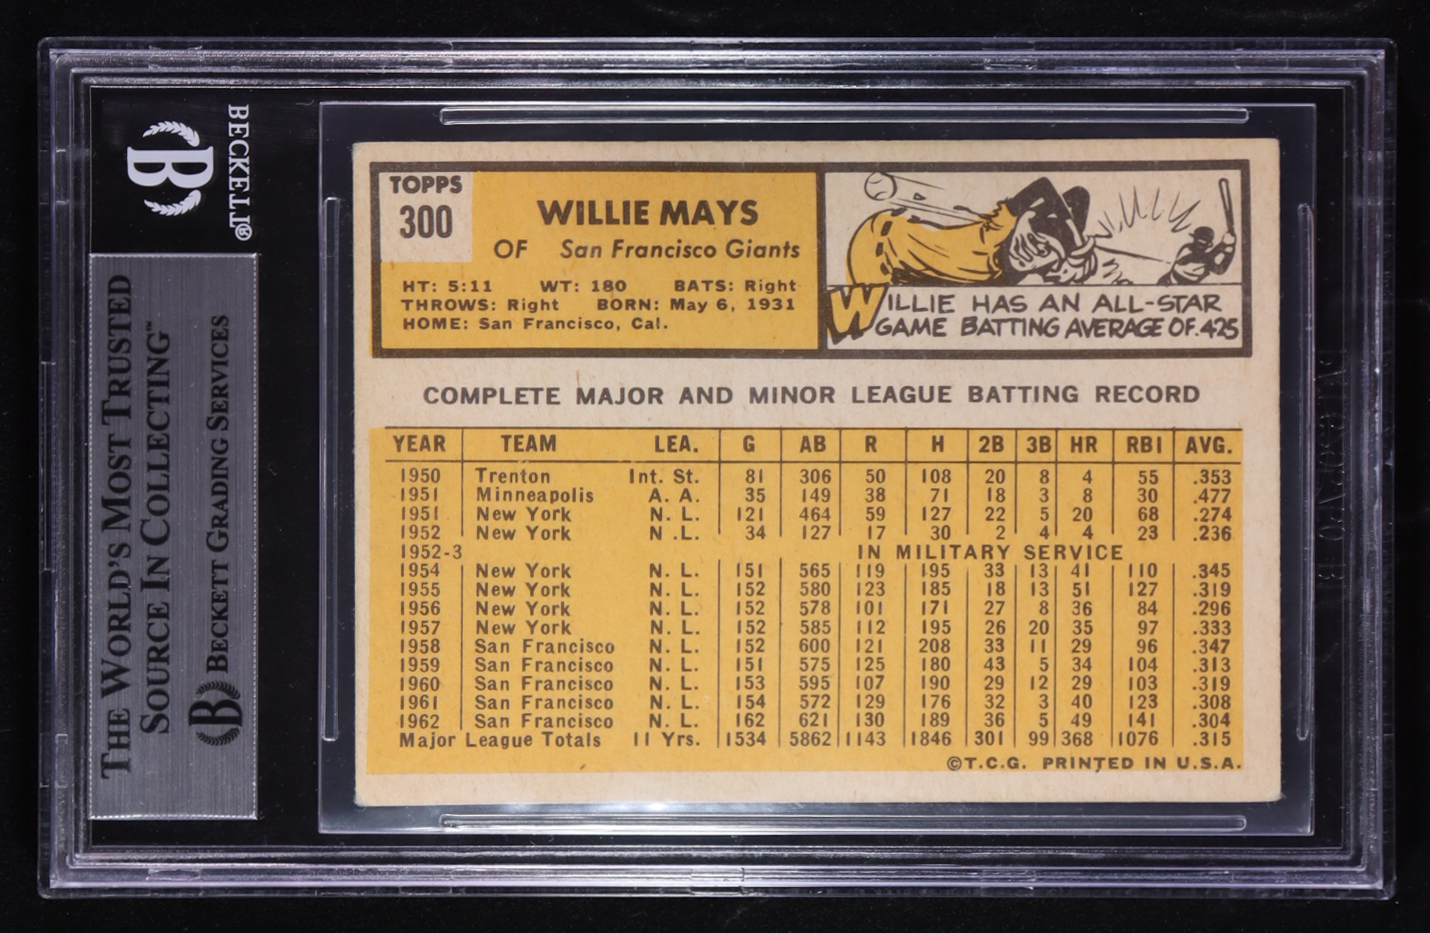 BECKETT®
B
THE WORLD'S MOST TRUSTED
SOURCE IN COLLECTING™
B BECKETT GRADING SERVICES
TOPPS
300
WILLIE MAYS
OF San Francisco Giants
HT: 5:11 WT: 180 BATS: Right
THROWS: Right BORN: May 6, 1931
HOME: San Francisco, Cal.
WILLIE HAS AN ALL-STAR
GAME BATTING AVERAGE OF .425
COMPLETE MAJOR AND MINOR LEAGUE BATTING RECORD
YEAR TEAM LEA. G AB R H 2B 3B HR RBI AVG.
1950 Trenton Int. St. 81 306 50 108 20 8 4 55 .353
1951 Minneapolis A. A. 35 149 38 71 18 3 8 30 .477
1951 New York N. L. 121 464 59 127 22 5 20 68 .274
1952 New York N .L. 34 127 17 30 2 4 4 23 .236
1952-3 IN MILITARY SERVICE
1954 New York N. L. 151 565 119 195 33 13 41 110 .345
1955 New York N. L. 152 580 123 185 18 13 51 127 .319
1956 New York N. L. 152 578 101 171 27 8 36 84 .296
1957 New York N. L. 152 585 112 195 26 20 35 97 .333
1958 San Francisco N. L. 152 600 121 208 33 11 29 96 .347
1959 San Francisco N. L. 151 575 125 180 43 5 34 104 .313
1960 San Francisco N. L. 153 595 107 190 29 12 29 103 .319
1961 San Francisco N. L. 154 572 129 176 32 3 40 123 .308
1962 San Francisco N. L. 162 621 130 189 36 5 49 141 .304
Major League Totals 11 Yrs. 1534 5862 1143 1846 301 99 368 1076 .315
©T.C.G. PRINTED IN U.S.A.